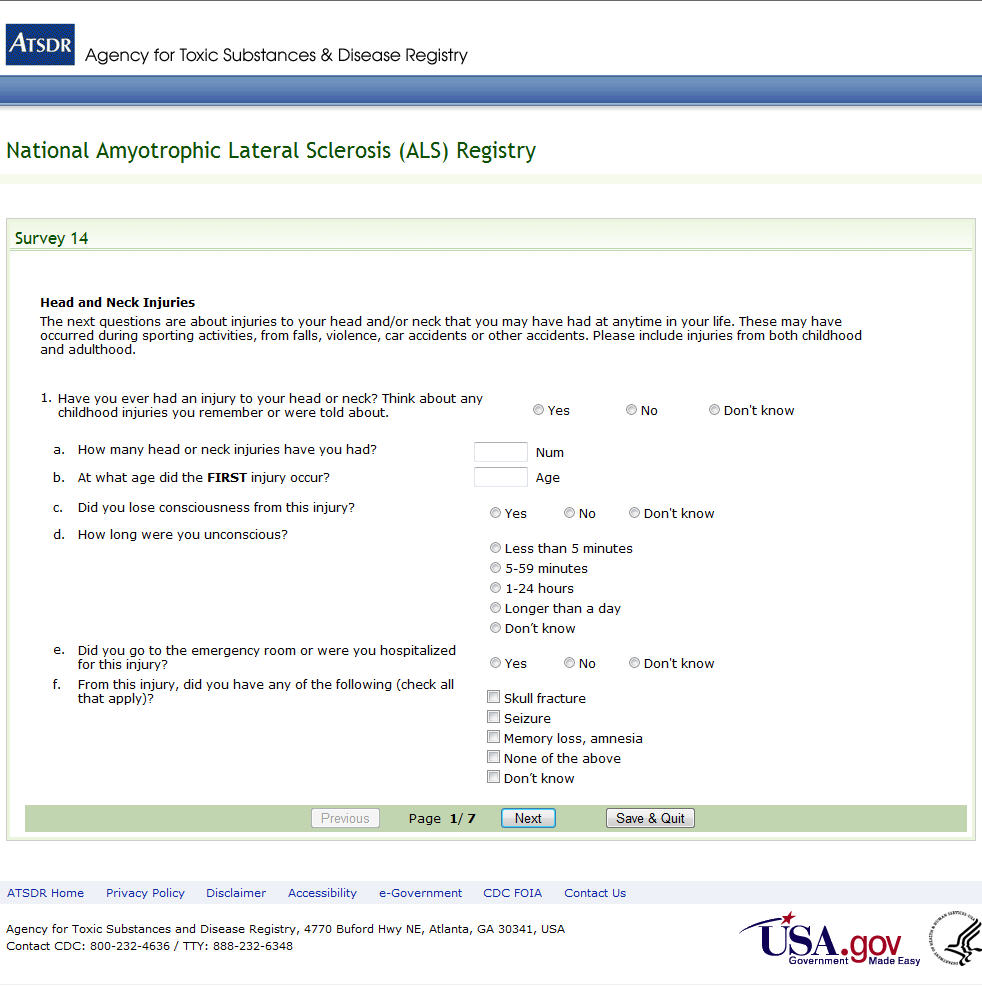 ATSDR
Agency for Toxic Substances & Disease Registry
National Amyotrophic Lateral Sclerosis (ALS) Registry
Survey 14
Head and Neck Injuries
The next questions are about injuries to your head and/or neck that you may have had at anytime in your life. These may have
occurred during sporting activities, from falls, violence, car accidents or other accidents. Please include injuries from both childhood
and adulthood.
1. Have you ever had an injury to your head or neck? Think about any
childhood injuries you remember or were told about.
Yes No Don't know
a. How many head or neck injuries have you had?
Num
b. At what age did the FIRST injury occur?
Age
c. Did you lose consciousness from this injury?
Yes No Don't know
d. How long were you unconscious?
Less than 5 minutes
5-59 minutes
1-24 hours
Longer than a day
Don't know
e. Did you go to the emergency room or were you hospitalized
for this injury?
Yes No Don't know
f. From this injury, did you have any of the following (check all
that apply)?
Skull fracture
Seizure
Memory loss, amnesia
None of the above
Don't know
Previous Page 1/ 7 Next Save & Quit
ATSDR Home Privacy Policy Disclaimer Accessibility e-Government CDC FOIA Contact Us
Agency for Toxic Substances and Disease Registry, 4770 Buford Hwy NE, Atlanta, GA 30341, USA
Contact CDC: 800-232-4636 / TTY: 888-232-6348
USA.gov
Government Made Easy